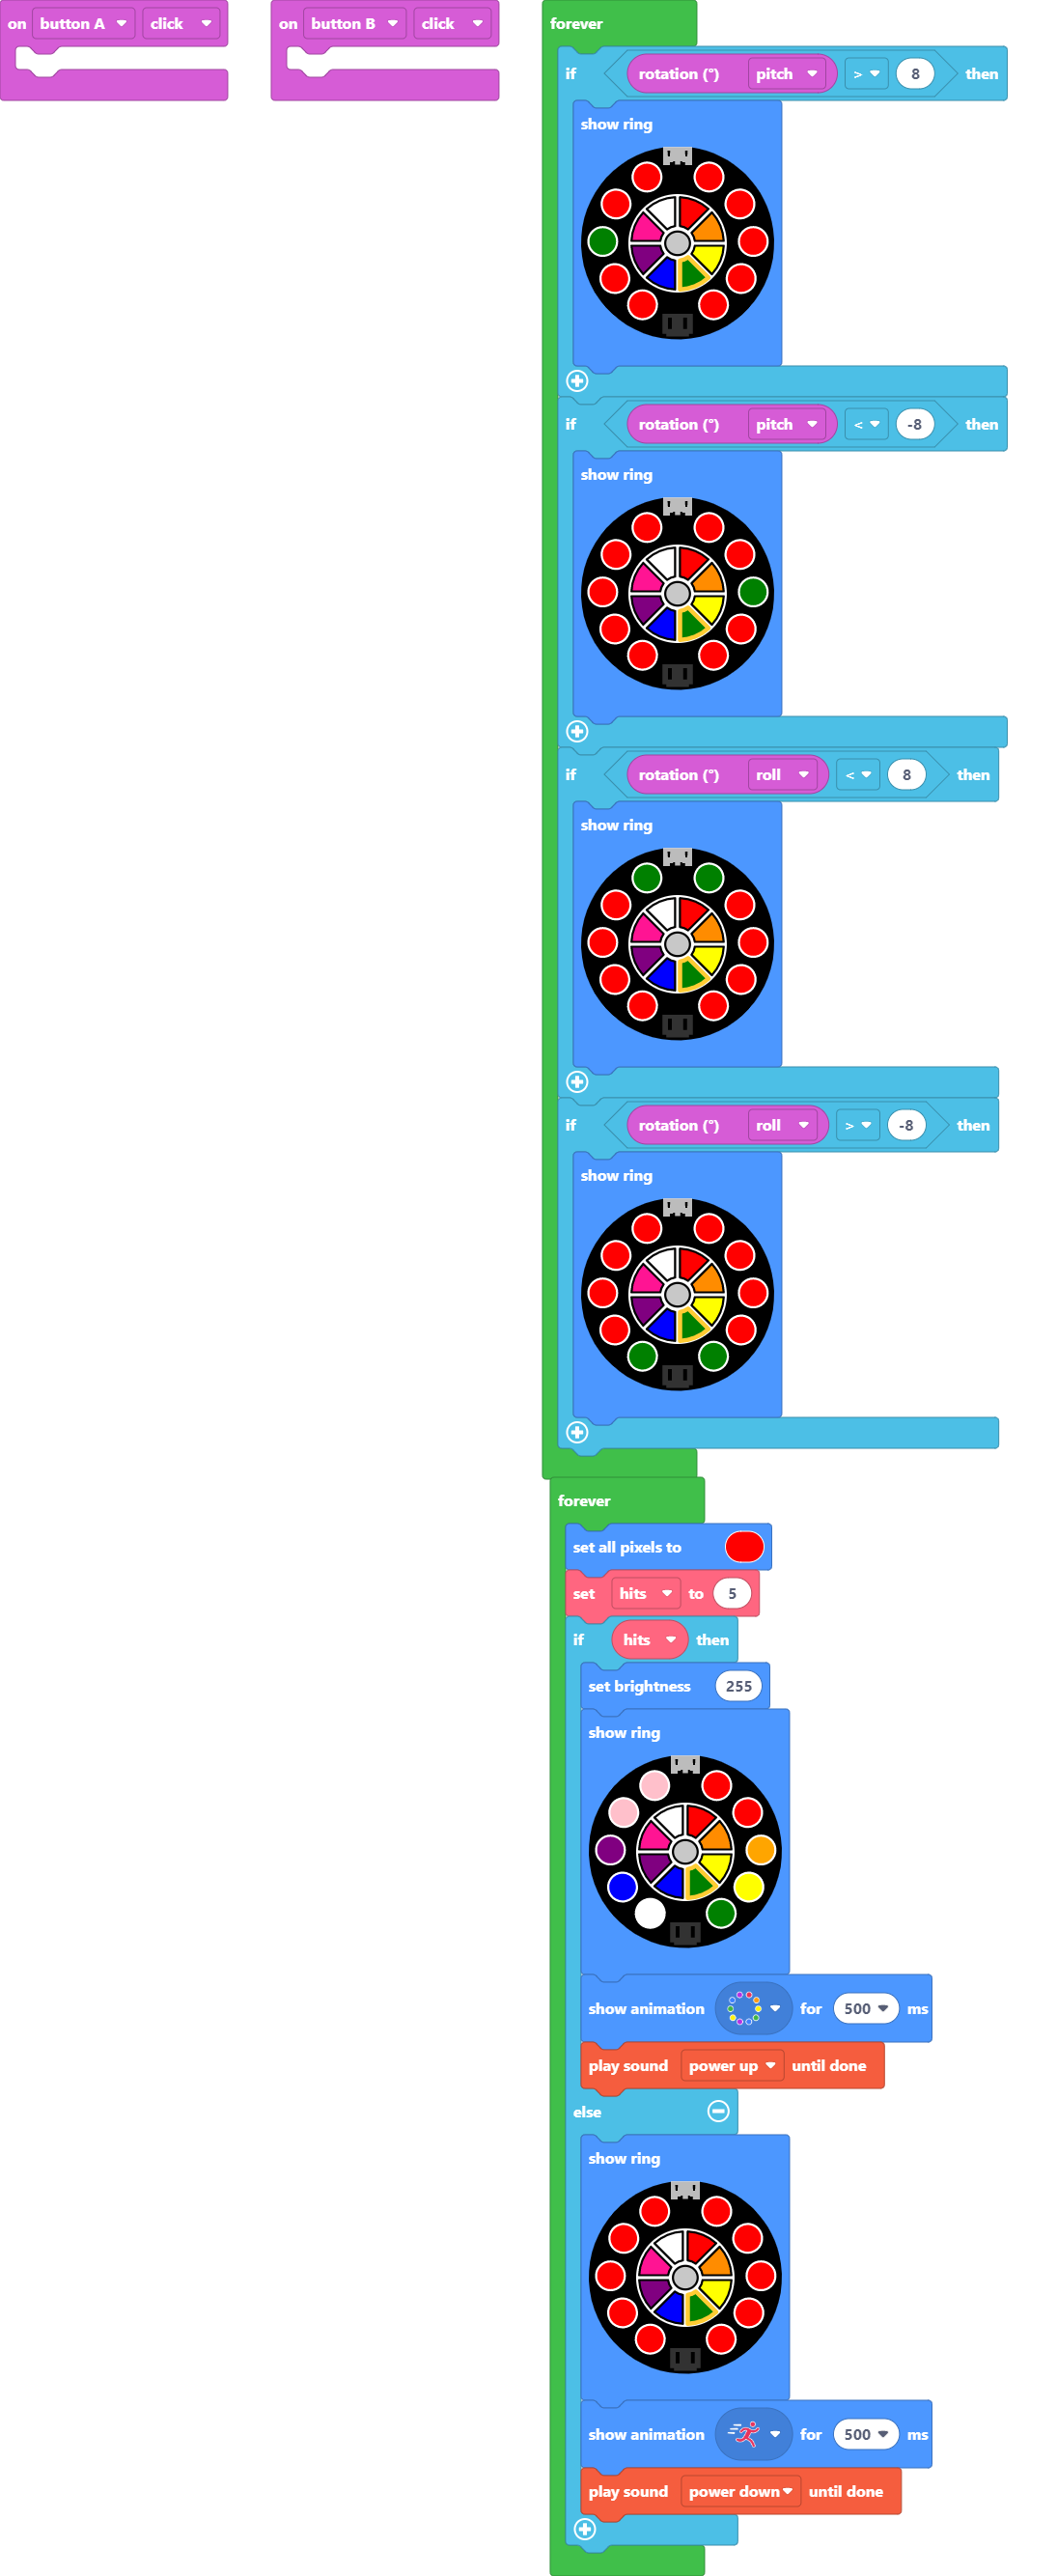 on button A click
on button B click
forever
if rotation (°) pitch > 8 then
show ring
if rotation (°) pitch < -8 then
show ring
if rotation (°) roll < 8 then
show ring
if rotation (°) roll > -8 then
show ring
forever
set all pixels to
set hits to 5
if hits then
set brightness 255
show ring
show animation for 500 ms
play sound power up until done
else
show ring
show animation for 500 ms
play sound power down until done